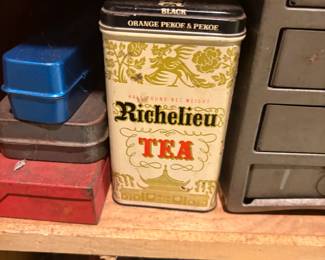 BLACK
ORANGE PEKOE & PEKOE
Richelieu
TEA